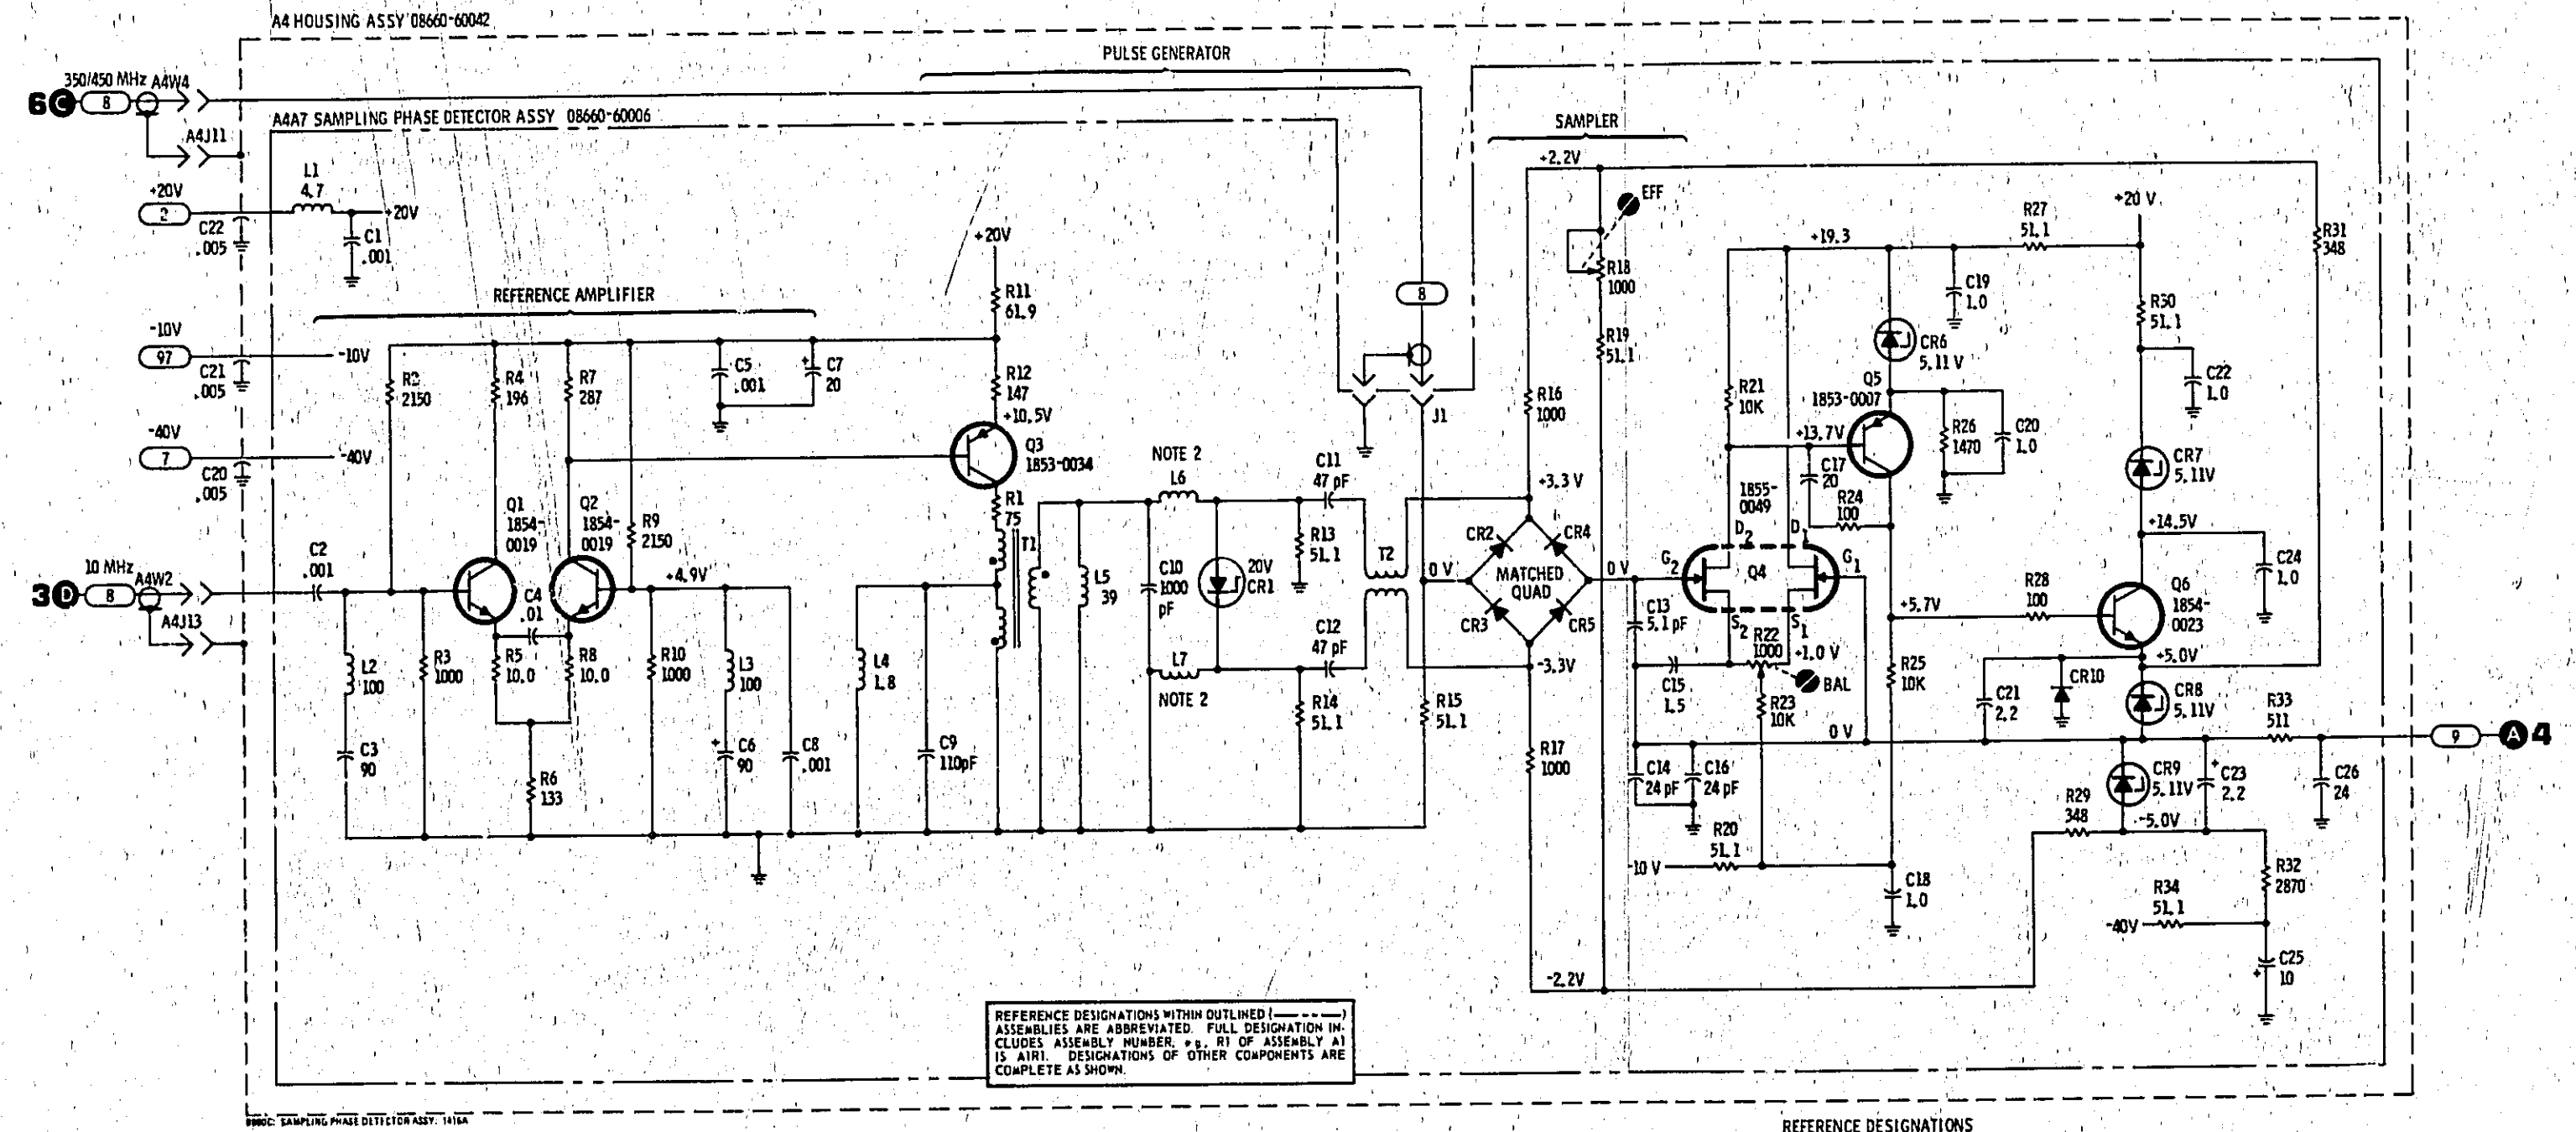 A4 HOUSING ASSY 08660-60042
PULSE GENERATOR
350/450 MHz
A4W4
6
C
8
A4J11
A4A7 SAMPLING PHASE DETECTOR ASSY 08660-60006
SAMPLER
+2.2V
EFF
L1
4.7
+20V
2
+20V
C22
.005
C1
.001
+20V
R11
61.9
8
R18
1000
+19.3
R27
51.1
+20 V
R31
348
C19
1.0
R30
51.1
REFERENCE AMPLIFIER
-10V
97
-10V
C21
.005
R2
2150
R4
196
R7
287
C5
.001
+
C7
20
R12
147
+10.5V
R19
51.1
CR6
5.11 V
C22
1.0
R16
1000
R21
10K
Q5
1853-0007
J1
-40V
7
-40V
C20
.005
Q3
1853-0034
NOTE 2
L6
C11
47 pF
+13.7V
R26
1470
C20
1.0
CR7
5.11V
+3.3 V
C17
20
R24
100
1855-
0049
R1
75
Q1
1854-
0019
Q2
1854-
0019
R9
2150
T1
R13
51.1
T2
CR2
CR4
D2
D1
+14.5V
C2
.001
10 MHz
A4W2
3
D
8
A4J13
C4
.01
+4.9V
L5
39
C10
1000
pF
20V
CR1
0 V
MATCHED
QUAD
0 V
G2
Q4
G1
R28
100
C24
1.0
Q6
1854-
0023
+5.7V
CR3
CR5
C13
5.1 pF
S2
S1
R22
1000
+1.0 V
BAL
L2
100
R3
1000
R5
10.0
R8
10.0
R10
1000
L3
100
L4
1.8
L7
NOTE 2
C12
47 pF
-3.3V
C15
1.5
R23
10K
R25
10K
+5.0V
CR10
C21
2.2
CR8
5.11V
R33
511
R14
51.1
R15
51.1
0 V
9
A
4
C3
90
R6
133
+
C6
90
C8
.001
C9
110pF
R17
1000
C14
24 pF
C16
24 pF
CR9
5.11V
+
C23
2.2
C26
24
R29
348
-5.0V
R20
51.1
-10 V
C18
1.0
R32
2870
R34
51.1
-40V
C25
10
+
-2.2V
REFERENCE DESIGNATIONS WITHIN OUTLINED (— - - —)
ASSEMBLIES ARE ABBREVIATED. FULL DESIGNATION IN-
CLUDES ASSEMBLY NUMBER, e.g., R1 OF ASSEMBLY A1
IS A1R1. DESIGNATIONS OF OTHER COMPONENTS ARE
COMPLETE AS SHOWN.
SAMPLING PHASE DETECTOR ASSY: 1416A
REFERENCE DESIGNATIONS